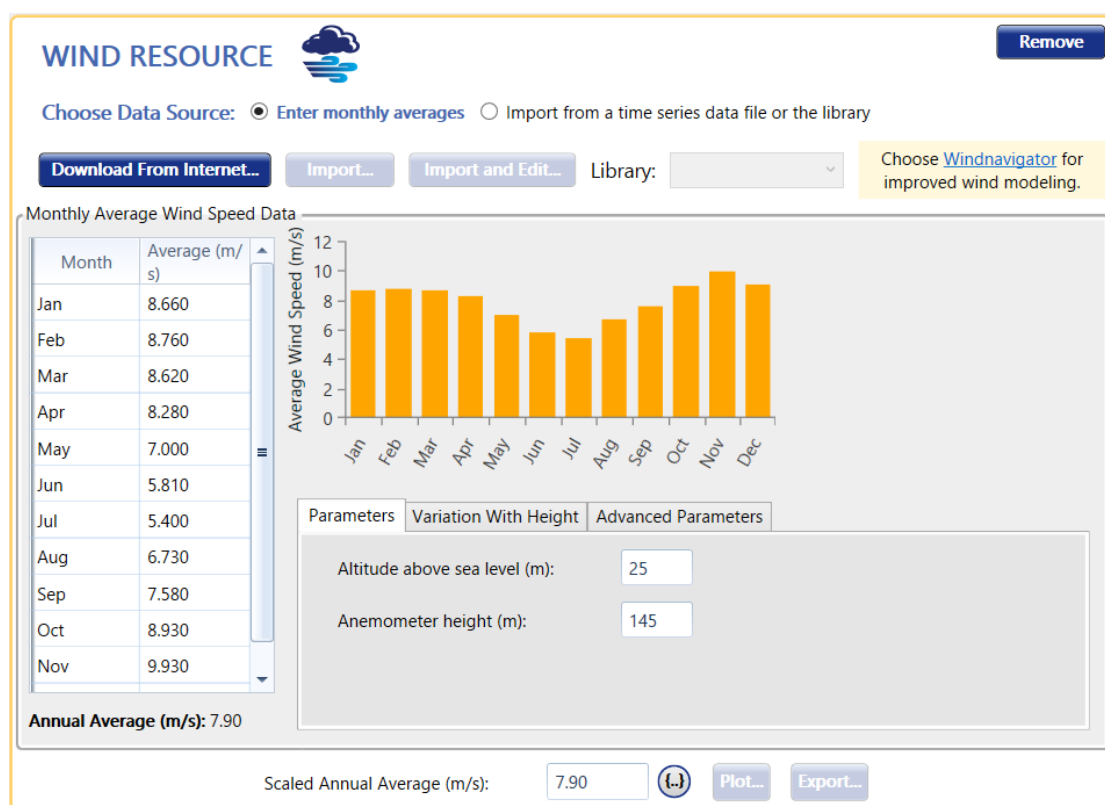 WIND RESOURCE
Remove
Choose Data Source: Enter monthly averages Import from a time series data file or the library
Download From Internet... Import... Import and Edit... Library:
Choose Windnavigator for
improved wind modeling.
Monthly Average Wind Speed Data
Month Average (m/
s)
Jan 8.660
Feb 8.760
Mar 8.620
Apr 8.280
May 7.000
Jun 5.810
Jul 5.400
Aug 6.730
Sep 7.580
Oct 8.930
Nov 9.930
Annual Average (m/s): 7.90
Average Wind Speed (m/s)
12
10
8
6
4
2
0
Jan Feb Mar Apr May Jun Jul Aug Sep Oct Nov Dec
Parameters Variation With Height Advanced Parameters
Altitude above sea level (m): 25
Anemometer height (m): 145
Scaled Annual Average (m/s): 7.90 {..} Plot... Export...